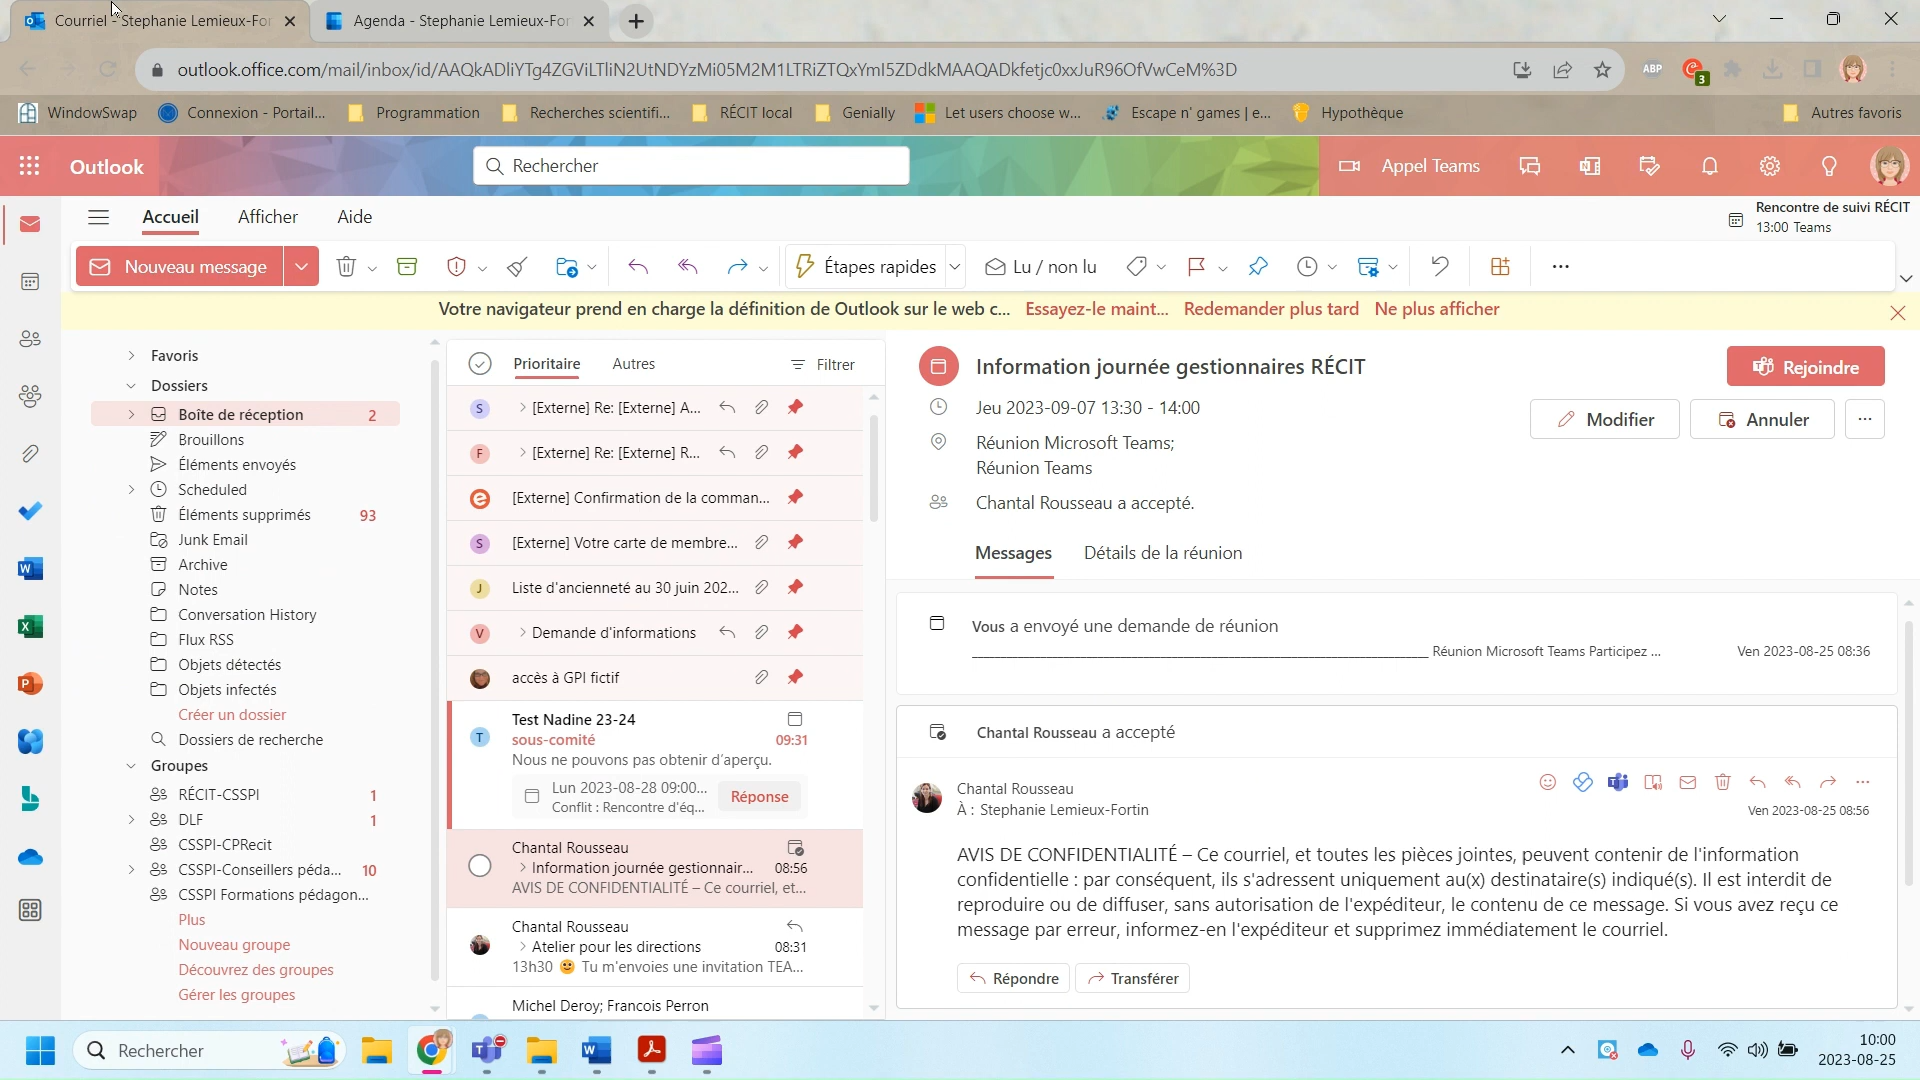 Courriel - Stephanie Lemieux-For
Agenda - Stephanie Lemieux-For
outlook.office.com/mail/inbox/id/AAQkADliYTg4ZGViLTliN2UtNDYzMi05M2M1LTRiZTQxYmI5ZDdkMAAQADkfetjc0xxJuR96OfVwCeM%3D
ABP
3
WindowSwap
Connexion - Portail...
Programmation
Recherches scientifi...
RÉCIT local
Genially
Let users choose w...
Escape n' games | e...
Hypothèque
Autres favoris
Outlook
Rechercher
Appel Teams
Accueil
Afficher
Aide
Rencontre de suivi RÉCIT
13:00 Teams
Nouveau message
Étapes rapides
Lu / non lu
Votre navigateur prend en charge la définition de Outlook sur le web c...
Essayez-le maint...
Redemander plus tard
Ne plus afficher
Favoris
Dossiers
Boîte de réception 2
Brouillons
Éléments envoyés
Scheduled
Éléments supprimés 93
Junk Email
Archive
Notes
Conversation History
Flux RSS
Objets détectés
Objets infectés
Créer un dossier
Dossiers de recherche
Groupes
RÉCIT-CSSPI 1
DLF 1
CSSPI-CPRecit
CSSPI-Conseillers péda... 10
CSSPI Formations pédagon...
Plus
Nouveau groupe
Découvrez des groupes
Gérer les groupes
Prioritaire
Autres
Filtrer
S [Externe] Re: [Externe] A...
F [Externe] Re: [Externe] R...
[Externe] Confirmation de la comman...
S [Externe] Votre carte de membre...
J Liste d'ancienneté au 30 juin 202...
V Demande d'informations
accès à GPI fictif
Test Nadine 23-24
T sous-comité 09:31
Nous ne pouvons pas obtenir d'aperçu.
Lun 2023-08-28 09:00...
Conflit : Rencontre d'éq...
Réponse
Chantal Rousseau
Information journée gestionnair... 08:56
AVIS DE CONFIDENTIALITÉ – Ce courriel, et...
Chantal Rousseau
Atelier pour les directions 08:31
13h30 😀 Tu m'envoies une invitation TEA...
Michel Deroy; Francois Perron
Information journée gestionnaires RÉCIT
Rejoindre
Jeu 2023-09-07 13:30 - 14:00
Modifier
Annuler
Réunion Microsoft Teams;
Réunion Teams
Chantal Rousseau a accepté.
Messages
Détails de la réunion
Vous a envoyé une demande de réunion
Réunion Microsoft Teams Participez ...
Ven 2023-08-25 08:36
Chantal Rousseau a accepté
Chantal Rousseau
À : Stephanie Lemieux-Fortin
Ven 2023-08-25 08:56
AVIS DE CONFIDENTIALITÉ – Ce courriel, et toutes les pièces jointes, peuvent contenir de l'information
confidentielle : par conséquent, ils s'adressent uniquement au(x) destinataire(s) indiqué(s). Il est interdit de
reproduire ou de diffuser, sans autorisation de l'expéditeur, le contenu de ce message. Si vous avez reçu ce
message par erreur, informez-en l'expéditeur et supprimez immédiatement le courriel.
Répondre
Transférer
Rechercher
10:00
2023-08-25